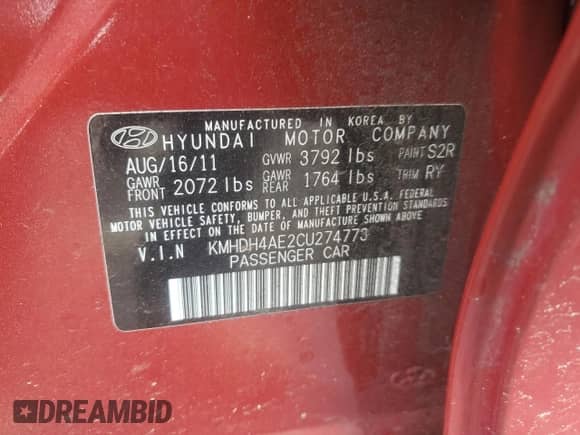 MANUFACTURED IN KOREA BY
HYUNDAI MOTOR COMPANY
AUG/16/11 GVWR 3792 lbs PAINT S2R
GAWR FRONT 2072 lbs GAWR REAR 1764 lbs TRIM RY
THIS VEHICLE CONFORMS TO ALL APPLICABLE U.S.A. FEDERAL
MOTOR VEHICLE SAFETY, BUMPER, AND THEFT PREVENTION STANDARDS
IN EFFECT ON THE DATE OF MANUFACTURE SHOWN ABOVE.
V.I.N KMHDH4AE2CU274773
PASSENGER CAR
DREAMBID